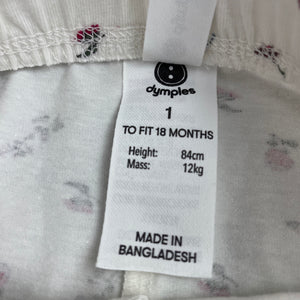 dymples
1
TO FIT 18 MONTHS
Height: 84cm
Mass: 12kg
MADE IN
BANGLADESH